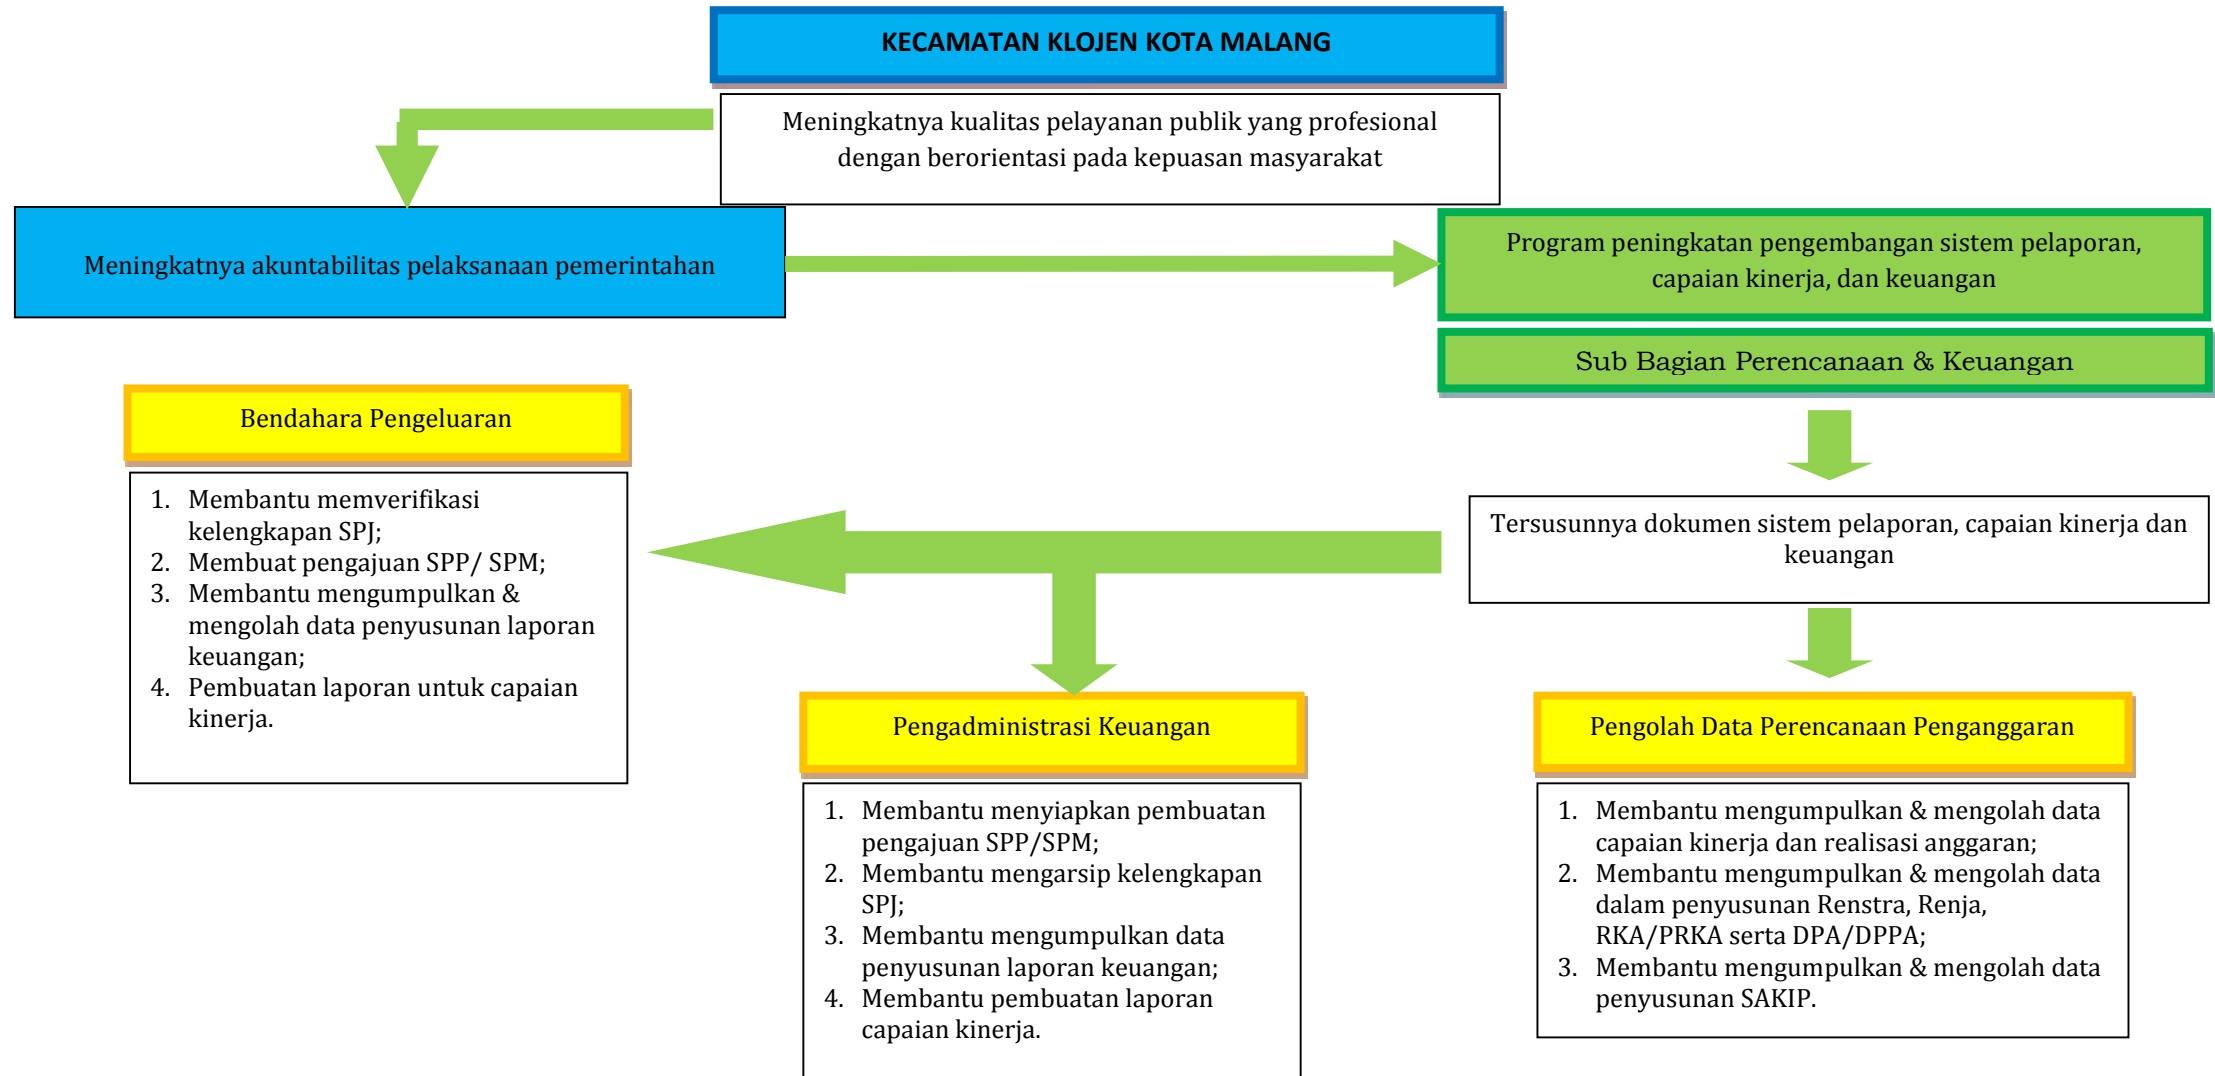 KECAMATAN KLOJEN KOTA MALANG
Meningkatnya kualitas pelayanan publik yang profesional
dengan berorientasi pada kepuasan masyarakat
Meningkatnya akuntabilitas pelaksanaan pemerintahan
Program peningkatan pengembangan sistem pelaporan,
capaian kinerja, dan keuangan
Sub Bagian Perencanaan & Keuangan
Bendahara Pengeluaran
1. Membantu memverifikasi
kelengkapan SPJ;
2. Membuat pengajuan SPP/ SPM;
3. Membantu mengumpulkan &
mengolah data penyusunan laporan
keuangan;
4. Pembuatan laporan untuk capaian
kinerja.
Tersusunnya dokumen sistem pelaporan, capaian kinerja dan
keuangan
Pengadministrasi Keuangan
1. Membantu menyiapkan pembuatan
pengajuan SPP/SPM;
2. Membantu mengarsip kelengkapan
SPJ;
3. Membantu mengumpulkan data
penyusunan laporan keuangan;
4. Membantu pembuatan laporan
capaian kinerja.
Pengolah Data Perencanaan Penganggaran
1. Membantu mengumpulkan & mengolah data
capaian kinerja dan realisasi anggaran;
2. Membantu mengumpulkan & mengolah data
dalam penyusunan Renstra, Renja,
RKA/PRKA serta DPA/DPPA;
3. Membantu mengumpulkan & mengolah data
penyusunan SAKIP.